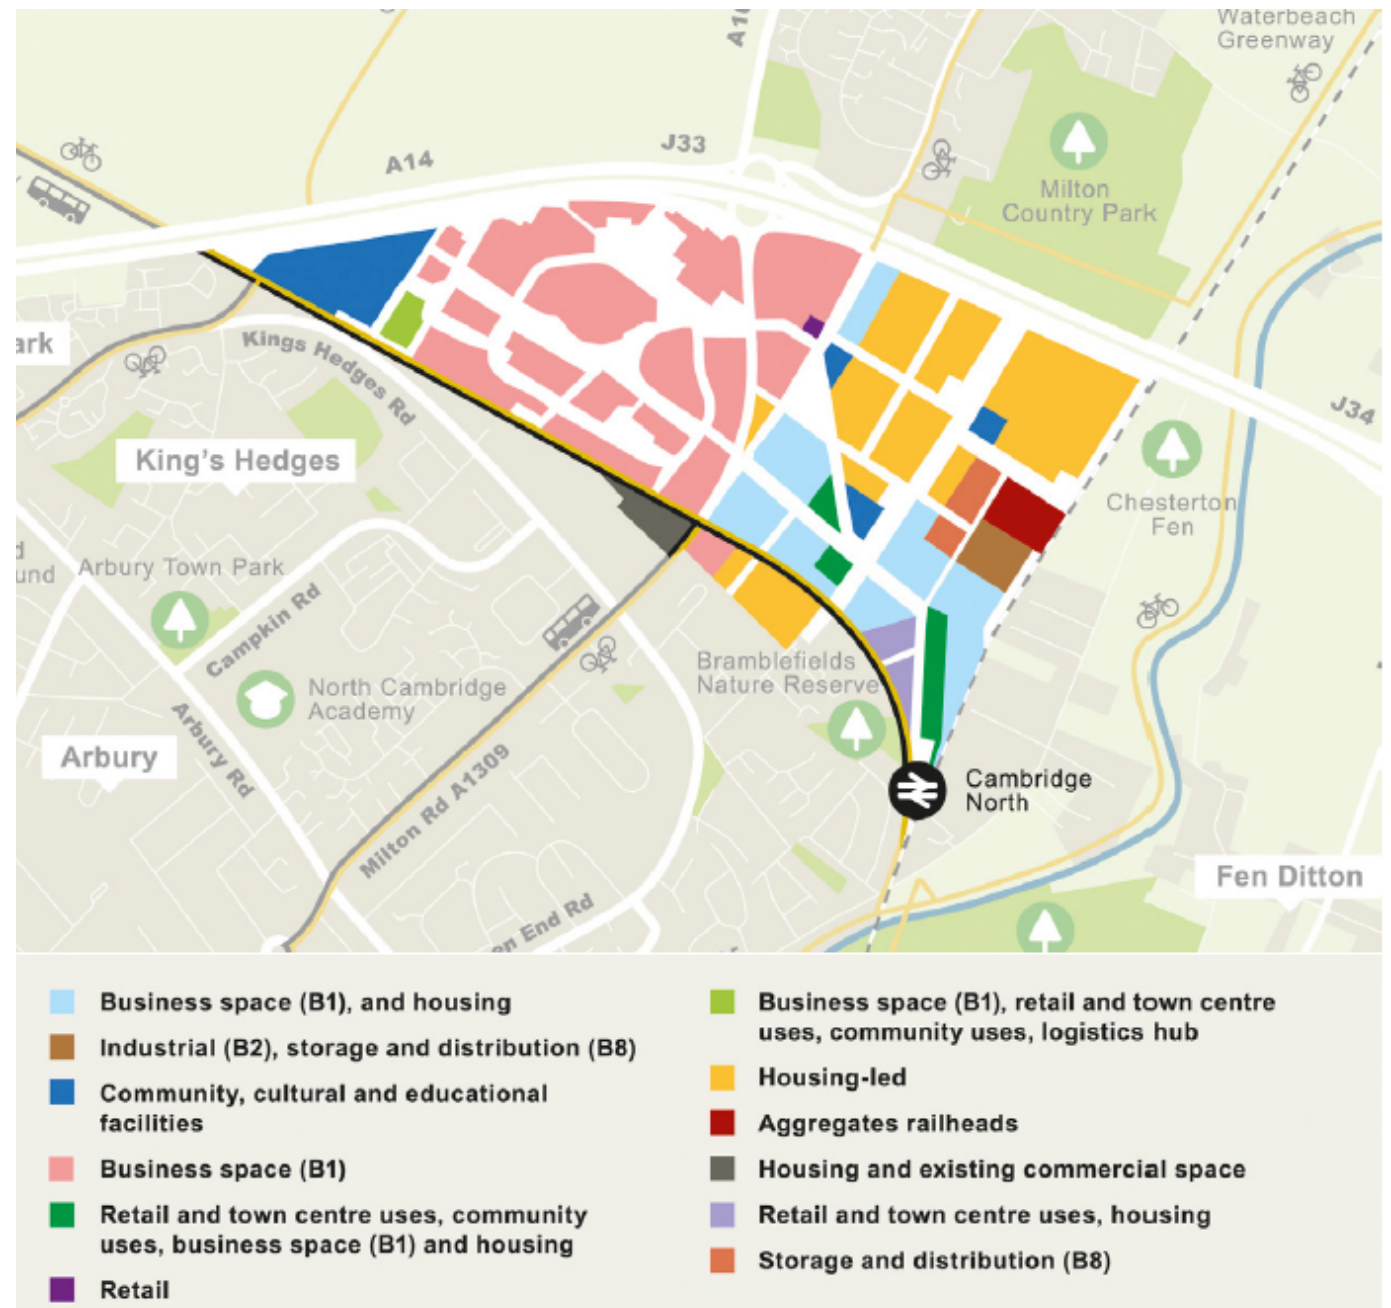 Waterbeach
Greenway
J33
A14
Milton
Country Park
J34
ark
Kings Hedges Rd
King's Hedges
Chesterton
Fen
d
und
Arbury Town Park
Campkin Rd
Bramblefields
Nature Reserve
North Cambridge
Academy
Arbury Rd
Arbury
Milton Rd A1309
Cambridge
North
Fen Ditton
en End Rd
Business space (B1), and housing
Industrial (B2), storage and distribution (B8)
Community, cultural and educational
facilities
Business space (B1)
Retail and town centre uses, community
uses, business space (B1) and housing
Retail
Business space (B1), retail and town centre
uses, community uses, logistics hub
Housing-led
Aggregates railheads
Housing and existing commercial space
Retail and town centre uses, housing
Storage and distribution (B8)